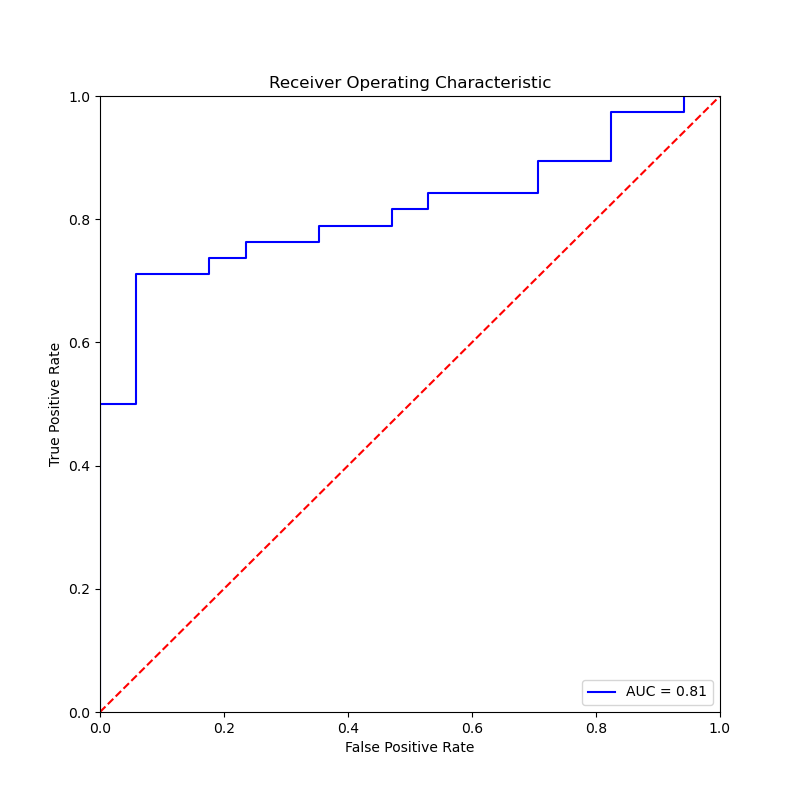 Receiver Operating Characteristic
True Positive Rate
1.0
0.8
0.6
0.4
0.2
0.0
AUC = 0.81
0.0 0.2 0.4 0.6 0.8 1.0
False Positive Rate